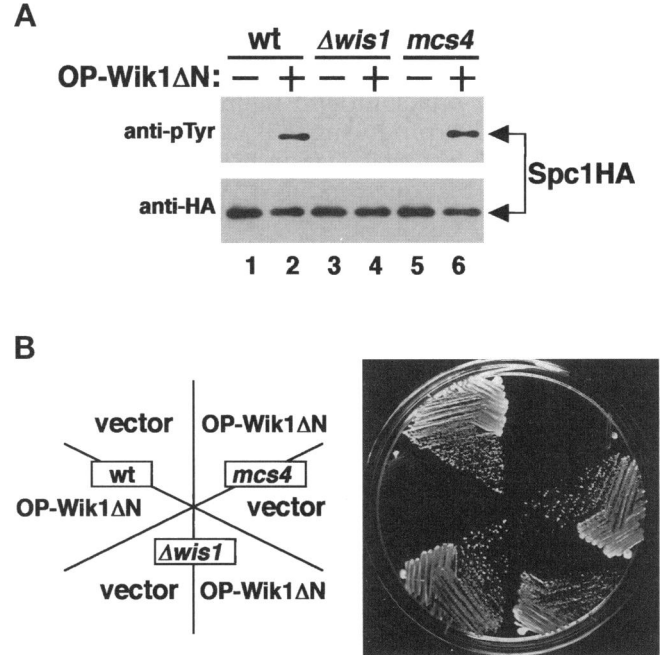 A
wt Δwis1 mcs4
OP-Wik1ΔN: – + – + – +
anti-pTyr
Spc1HA
anti-HA
1 2 3 4 5 6
B
vector OP-Wik1ΔN
wt mcs4
OP-Wik1ΔN vector
Δwis1
vector OP-Wik1ΔN